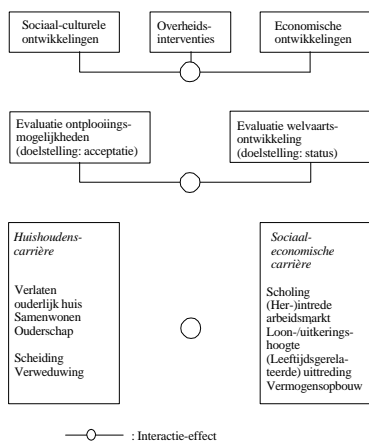 Sociaal-culturele
ontwikkelingen
Overheids-
interventies
Economische
ontwikkelingen
Evaluatie ontplooiings-
mogelijkheden
(doelstelling: acceptatie)
Evaluatie welvaarts-
ontwikkeling
(doelstelling: status)
Huishoudens-
carrière
Verlaten
ouderlijk huis
Samenwonen
Ouderschap
Scheiding
Verweduwing
Sociaal-
economische
carrière
Scholing
(Her-)intrede
arbeidsmarkt
Loon-/uitkerings-
hoogte
(Leeftijdsgerela-
teerde) uittreding
Vermogensopbouw
: Interactie-effect